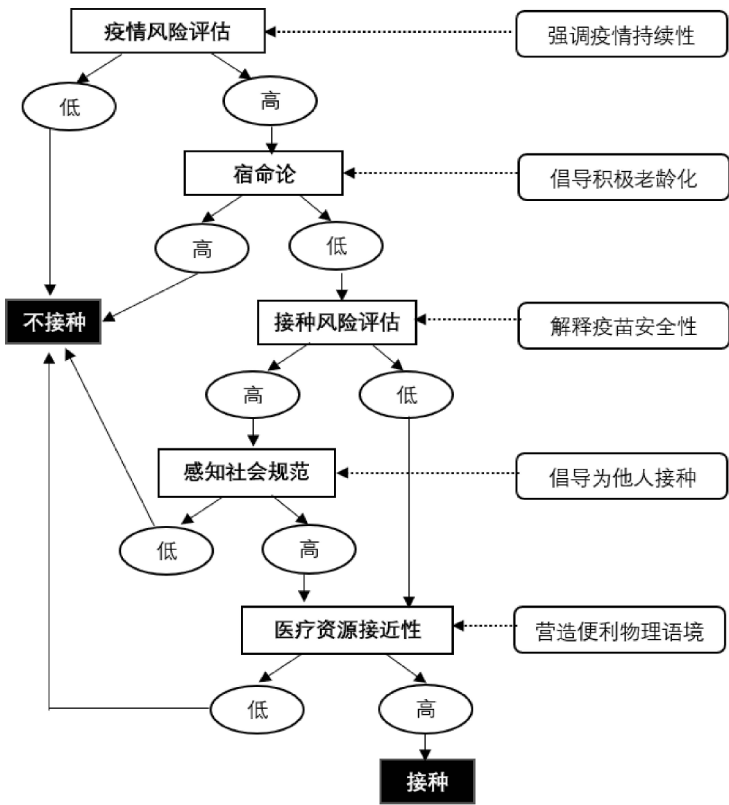 疫情风险评估
强调疫情持续性
低
高
宿命论
倡导积极老龄化
高
低
不接种
接种风险评估
解释疫苗安全性
高
低
感知社会规范
倡导为他人接种
低
高
医疗资源接近性
营造便利物理语境
低
高
接种